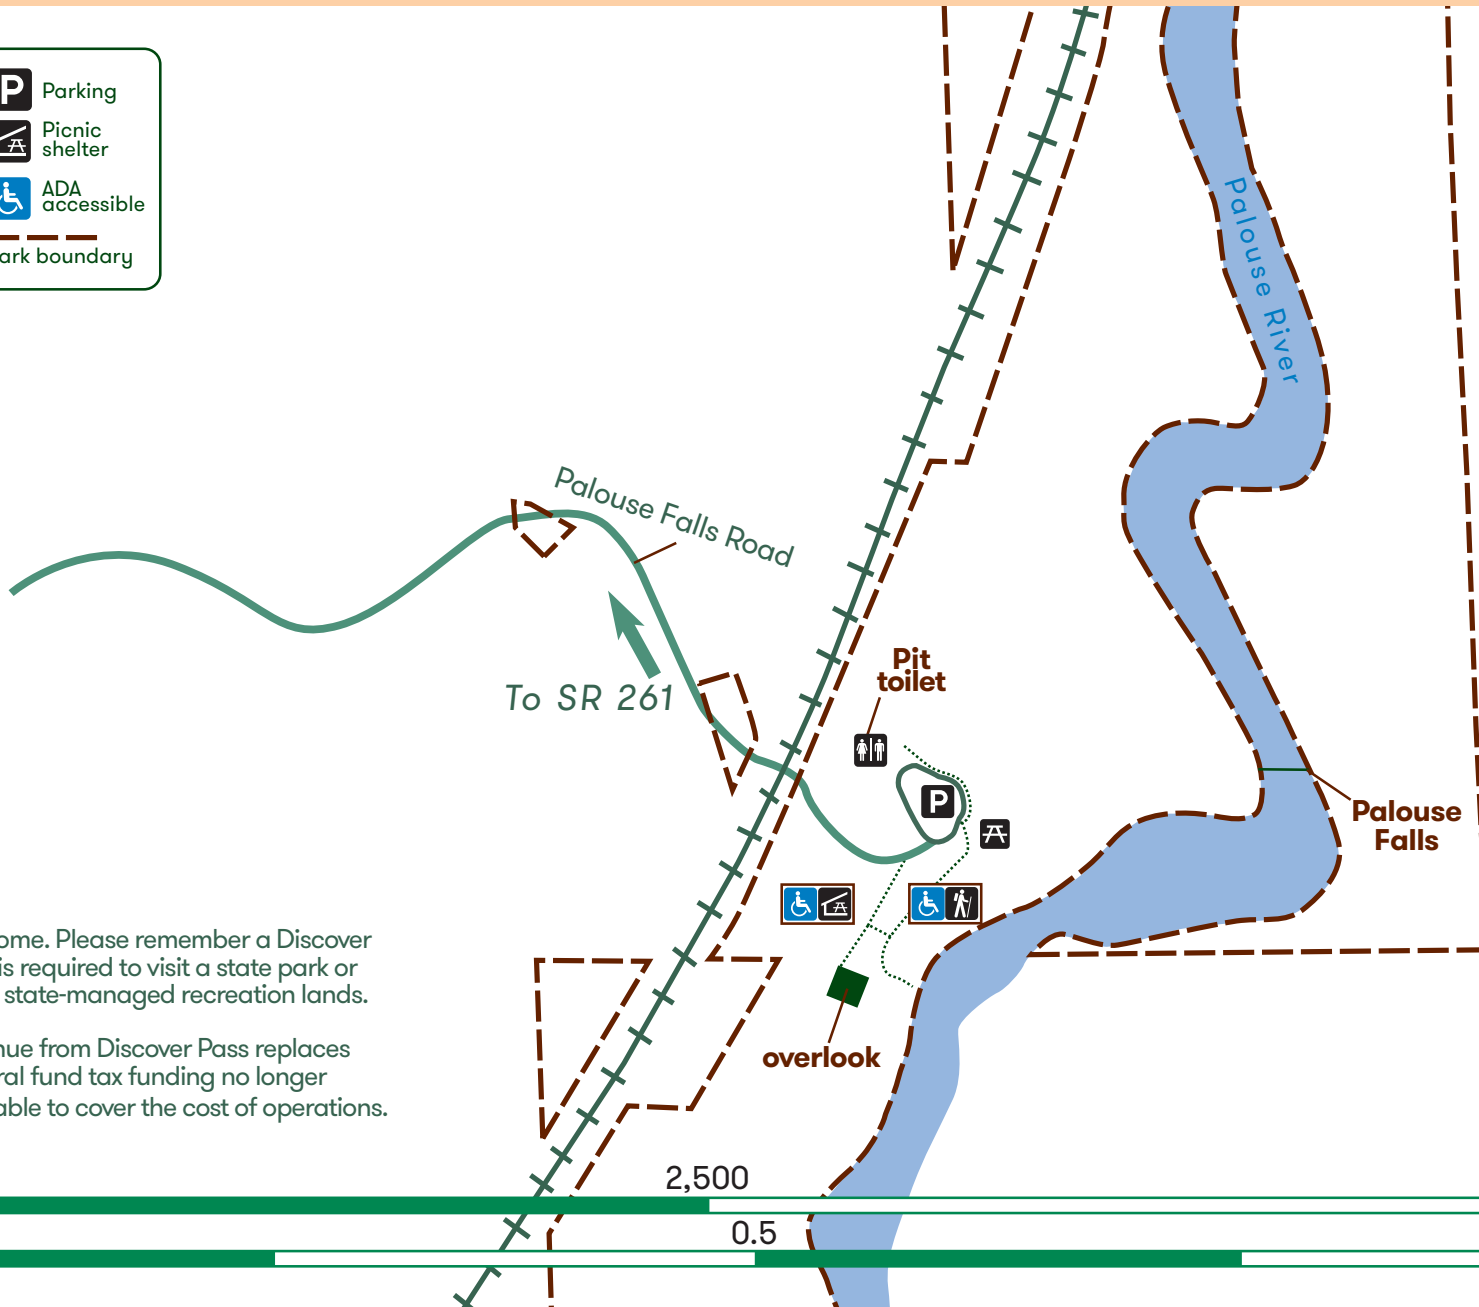 P
Parking
Picnic
shelter
ADA
accessible
ark boundary
Palouse River
Palouse Falls Road
To SR 261
Pit
toilet
P
Palouse
Falls
overlook
ome. Please remember a Discover
is required to visit a state park or
state-managed recreation lands.
nue from Discover Pass replaces
ral fund tax funding no longer
able to cover the cost of operations.
2,500
0.5